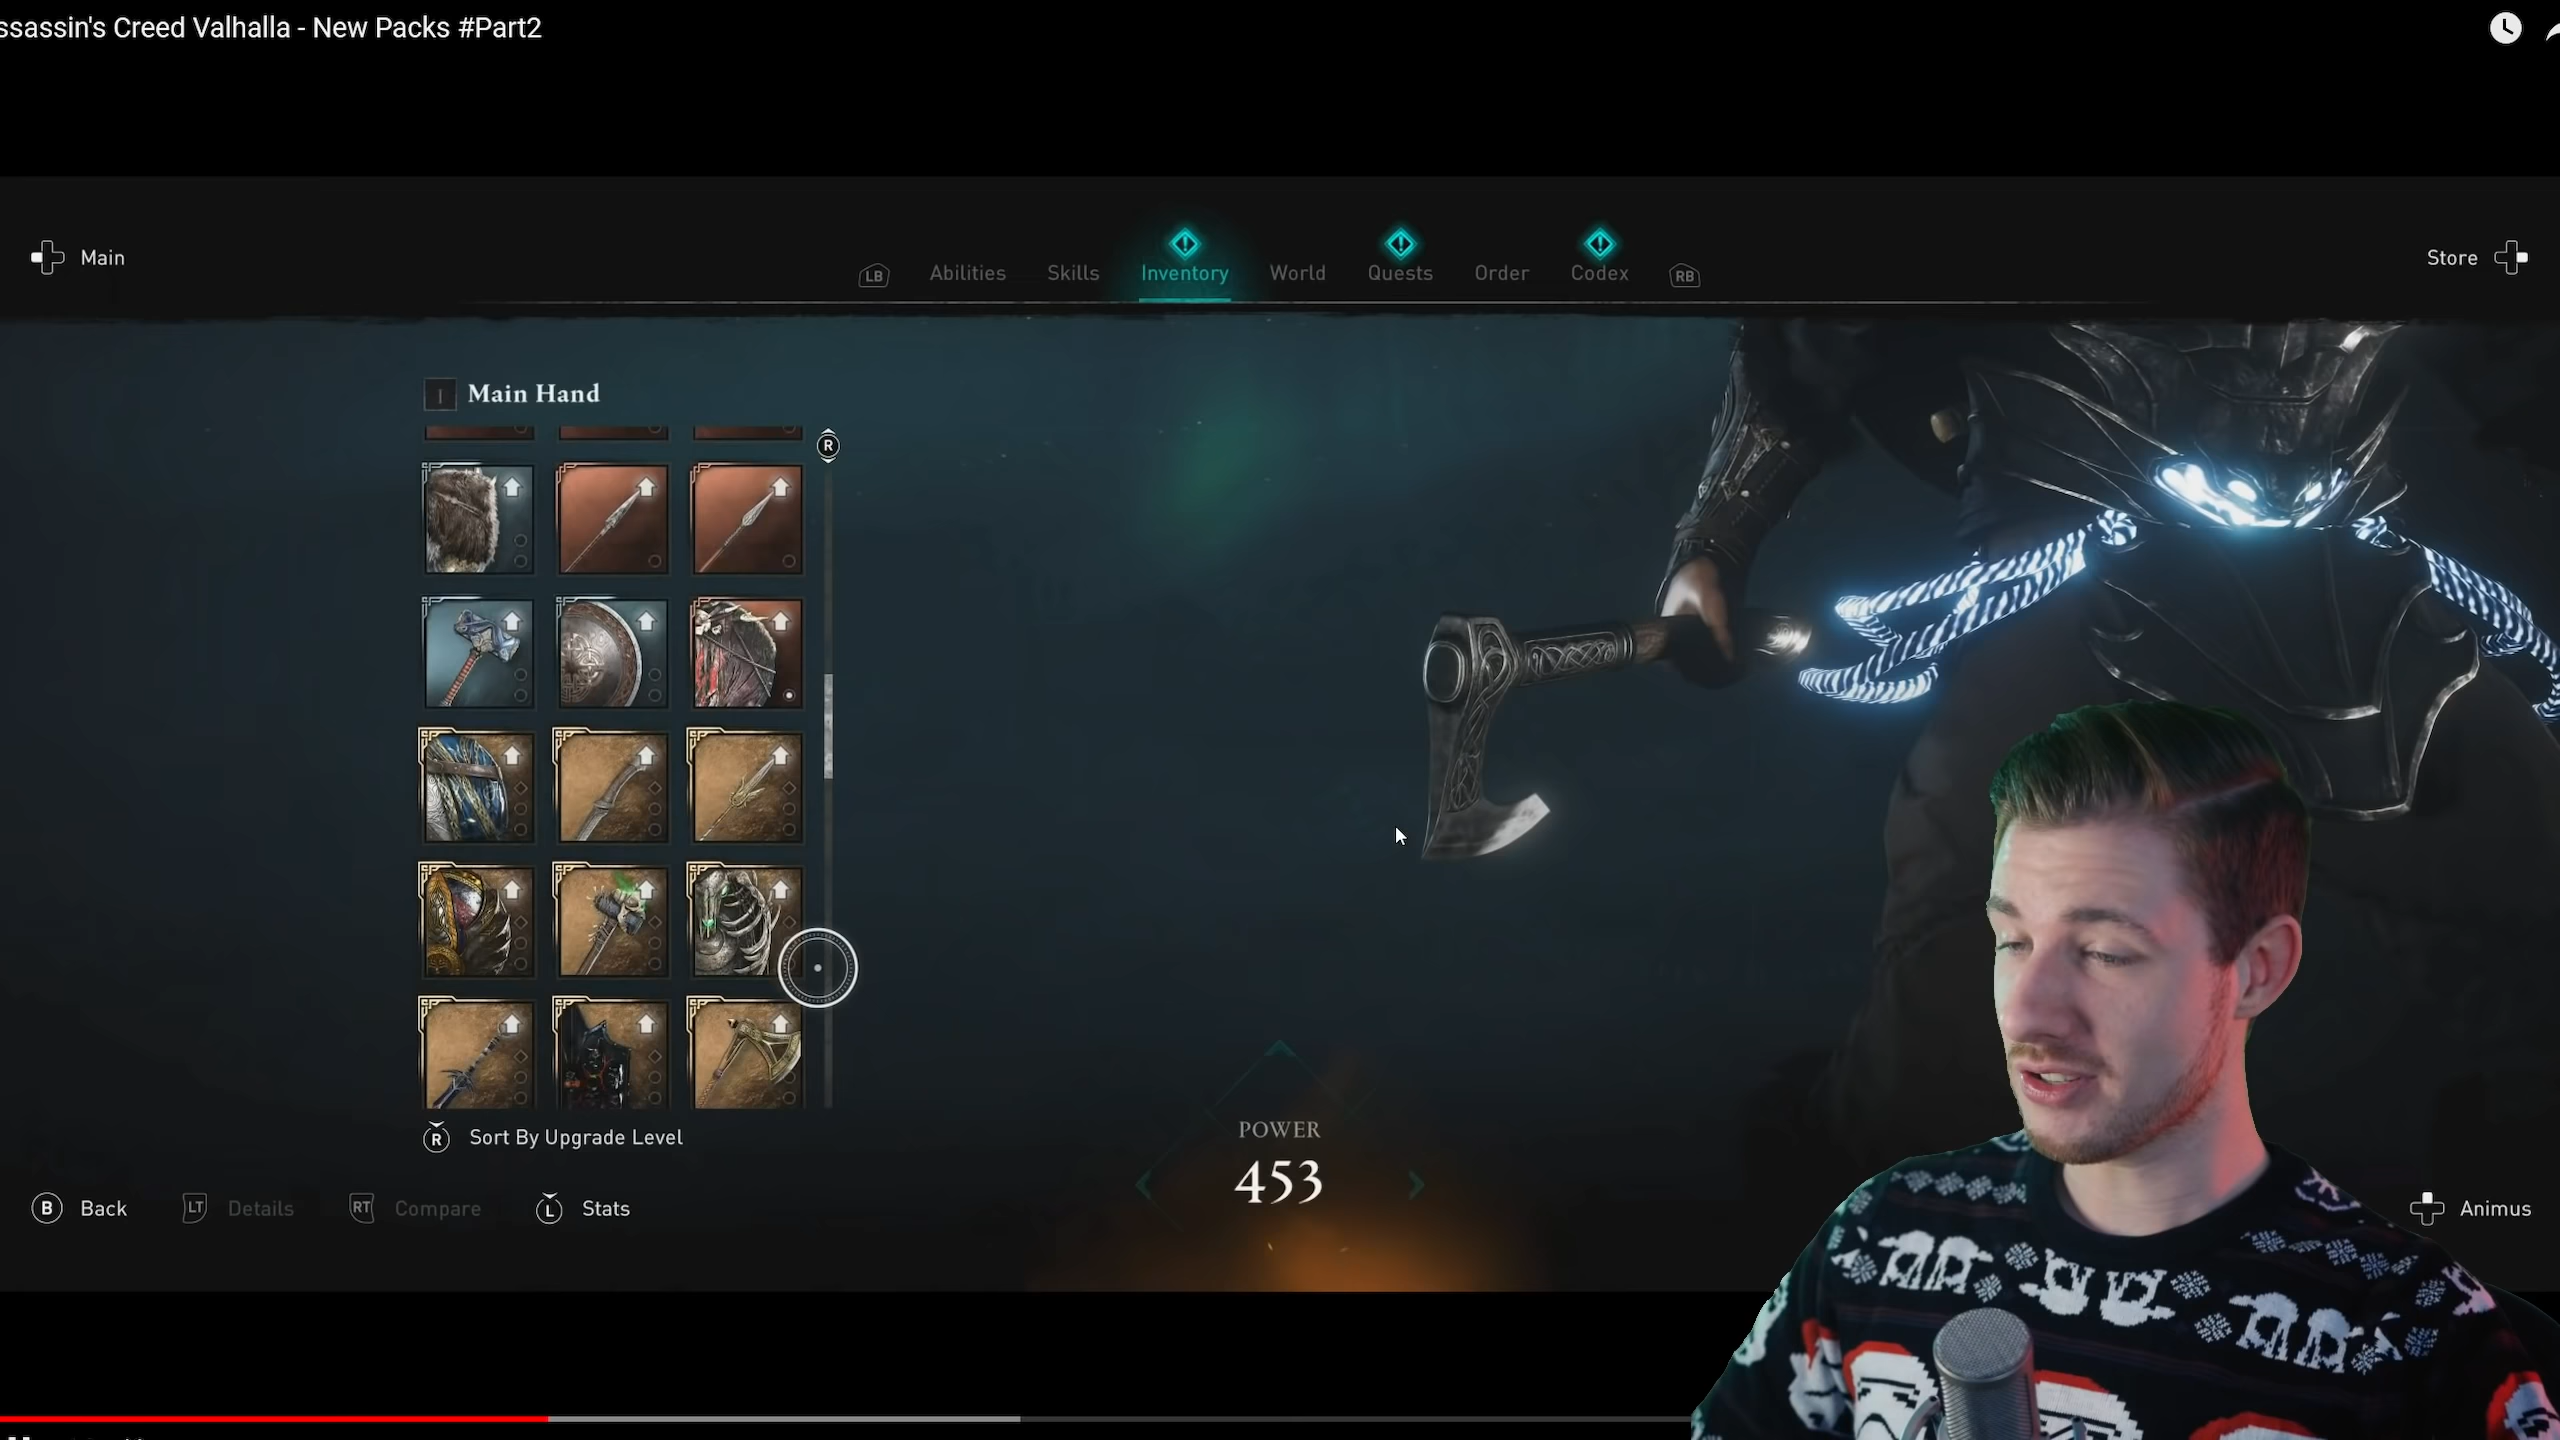 ssassin's Creed Valhalla - New Packs #Part2
Main
LB Abilities Skills Inventory World Quests Order Codex RB
Store
I Main Hand
R
R Sort By Upgrade Level
POWER
453
B Back LT Details RT Compare L Stats
Animus